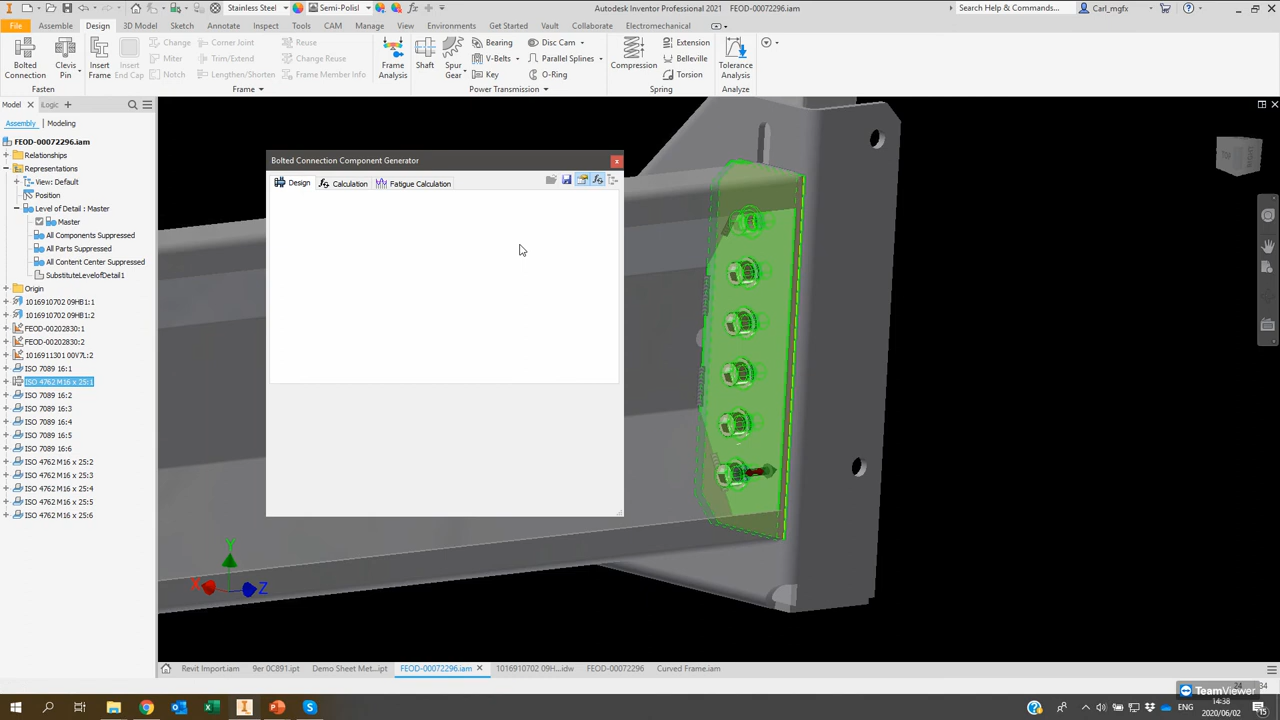 Stainless Steel
Semi-Polisl
Autodesk Inventor Professional 2021 FEOD-00072296.iam
Search Help & Commands...
Carl_mgfx
File Assemble Design 3D Model Sketch Annotate Inspect Tools CAM Manage View Environments Get Started Vault Collaborate Electromechanical
Bolted Connection
Clevis Pin
Insert Frame
Insert End Cap
Change
Miter
Notch
Corner Joint
Trim/Extend
Lengthen/Shorten
Reuse
Change Reuse
Frame Member Info
Frame Analysis
Shaft
Spur Gear
Bearing
V-Belts
Key
Disc Cam
Parallel Splines
O-Ring
Compression
Extension
Belleville
Torsion
Tolerance Analysis
Fasten
Frame
Power Transmission
Spring
Analyze
Model
Logic
Assembly
Modeling
FEOD-00072296.iam
Relationships
Representations
View: Default
Position
Level of Detail : Master
Master
All Components Suppressed
All Parts Suppressed
All Content Center Suppressed
SubstituteLevelofDetail1
Origin
1016910702 09HB1:1
1016910702 09HB1:2
FEOD-00202830:1
FEOD-00202830:2
1016911301 00V7L:2
ISO 7089 16:1
ISO 4762 M16 x 25:1
ISO 7089 16:2
ISO 7089 16:3
ISO 7089 16:4
ISO 7089 16:5
ISO 7089 16:6
ISO 4762 M16 x 25:2
ISO 4762 M16 x 25:3
ISO 4762 M16 x 25:4
ISO 4762 M16 x 25:5
ISO 4762 M16 x 25:6
Bolted Connection Component Generator
Design
Calculation
Fatigue Calculation
Y
X
Z
Revit Import.iam
9er 0C891.ipt
Demo Sheet Met...ipt
FEOD-00072296.iam
1016910702 09H...idw
FEOD-00072296
Curved Frame.iam
TeamViewer
ENG
14:38
2020/06/02
15